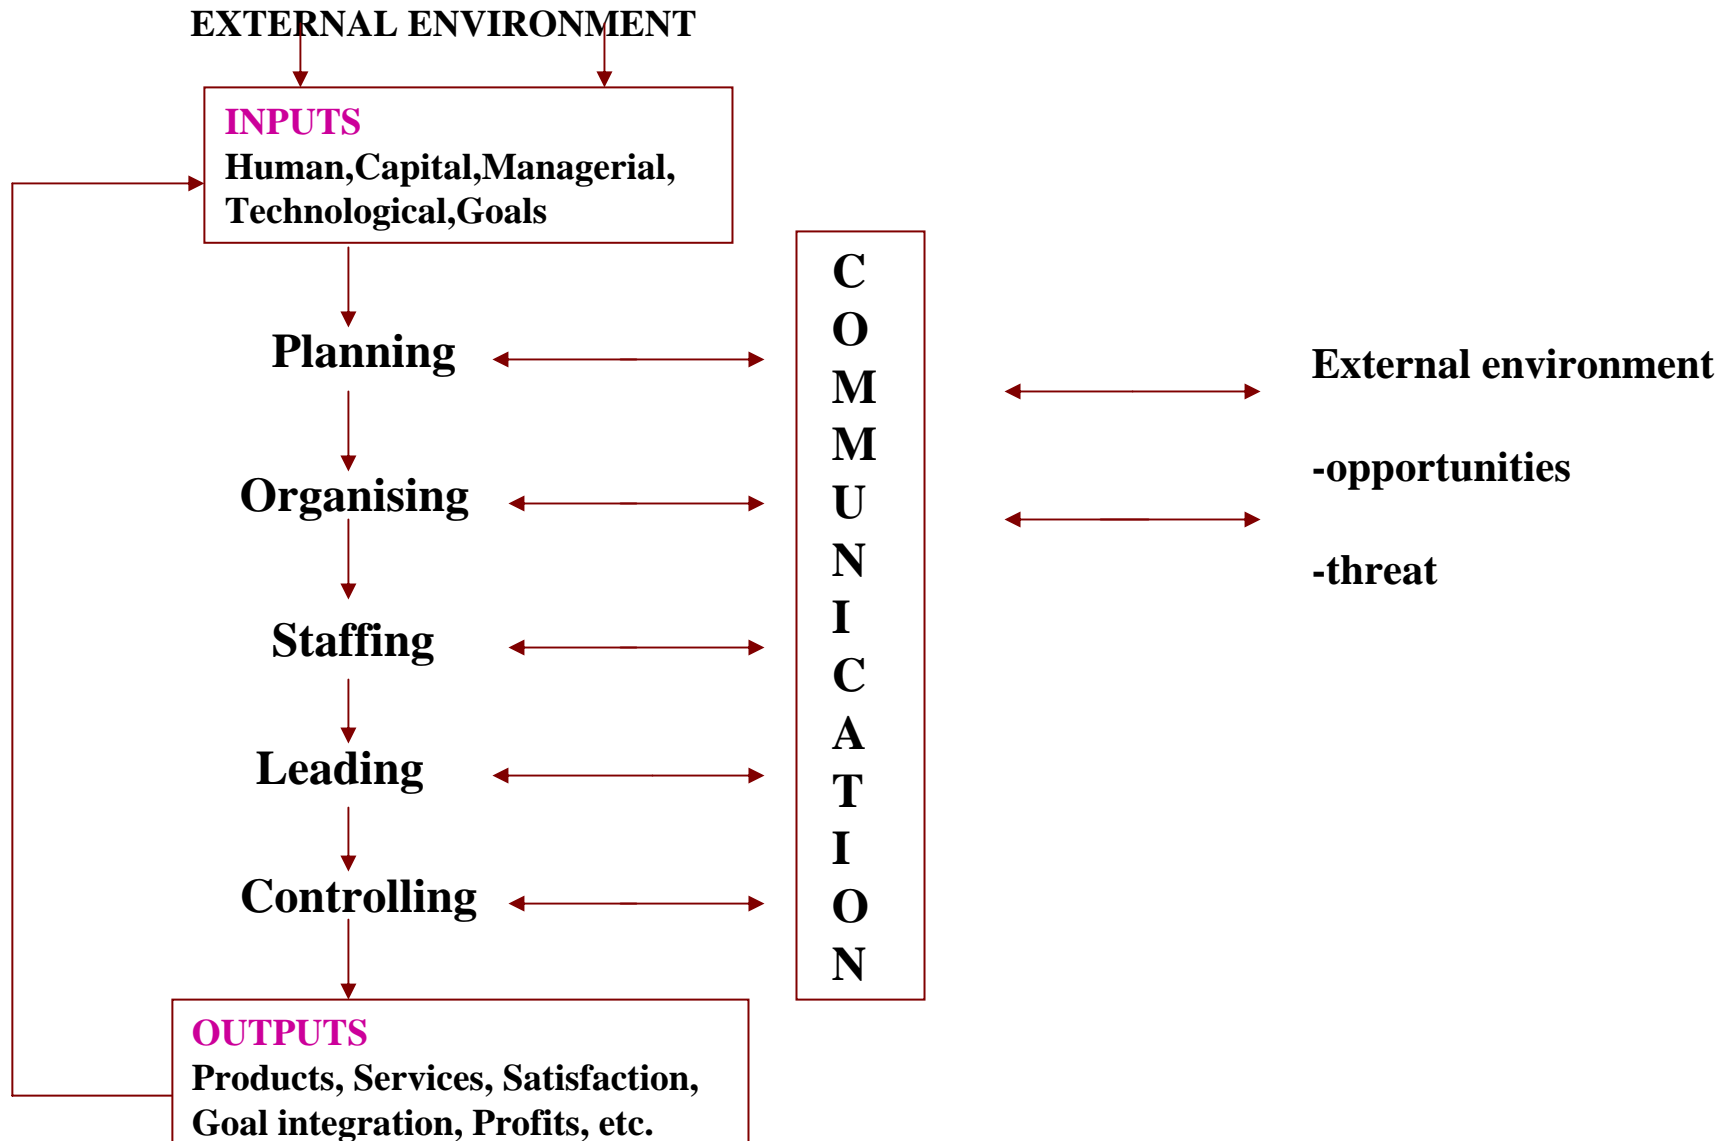 EXTERNAL ENVIRONMENT
INPUTS
Human,Capital,Managerial,
Technological,Goals
Planning
Organising
Staffing
Leading
Controlling
OUTPUTS
Products, Services, Satisfaction,
Goal integration, Profits, etc.
C
O
M
M
U
N
I
C
A
T
I
O
N
External environment
-opportunities
-threat